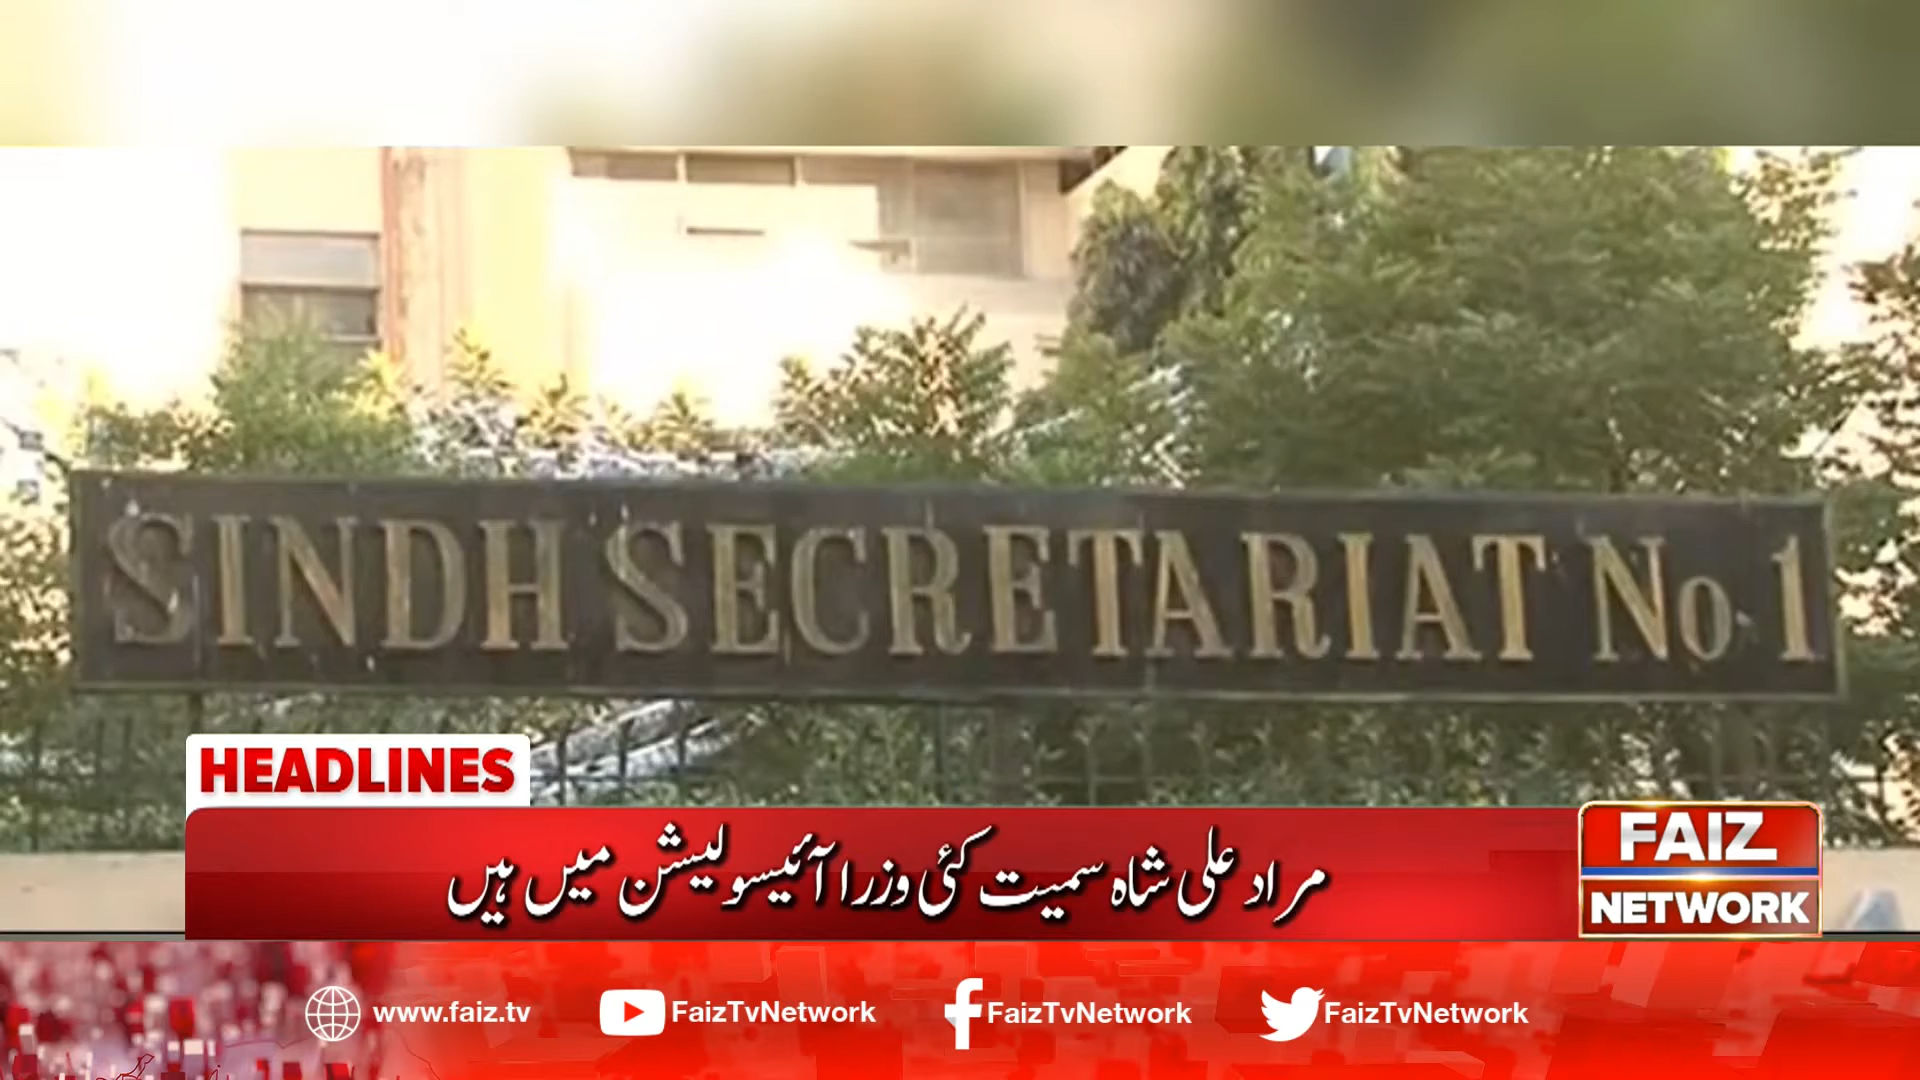 SINDH SECRETARIAT No. 1
HEADLINES
مراد علی شاہ سمیت کئی وزرا آئیسولیشن میں ہیں
FAIZ
NETWORK
www.faiz.tv
FaizTvNetwork
FaizTvNetwork
FaizTvNetwork